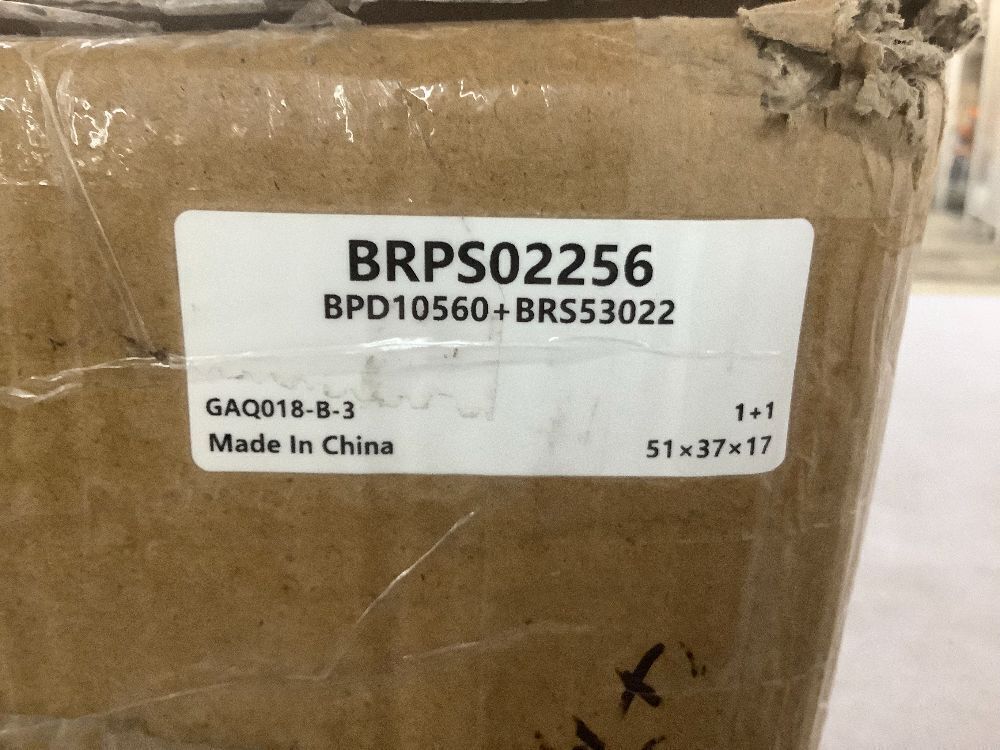 BRPS02256
BPD10560+BRS53022
GAQ018-B-3
1+1
Made In China
51×37×17